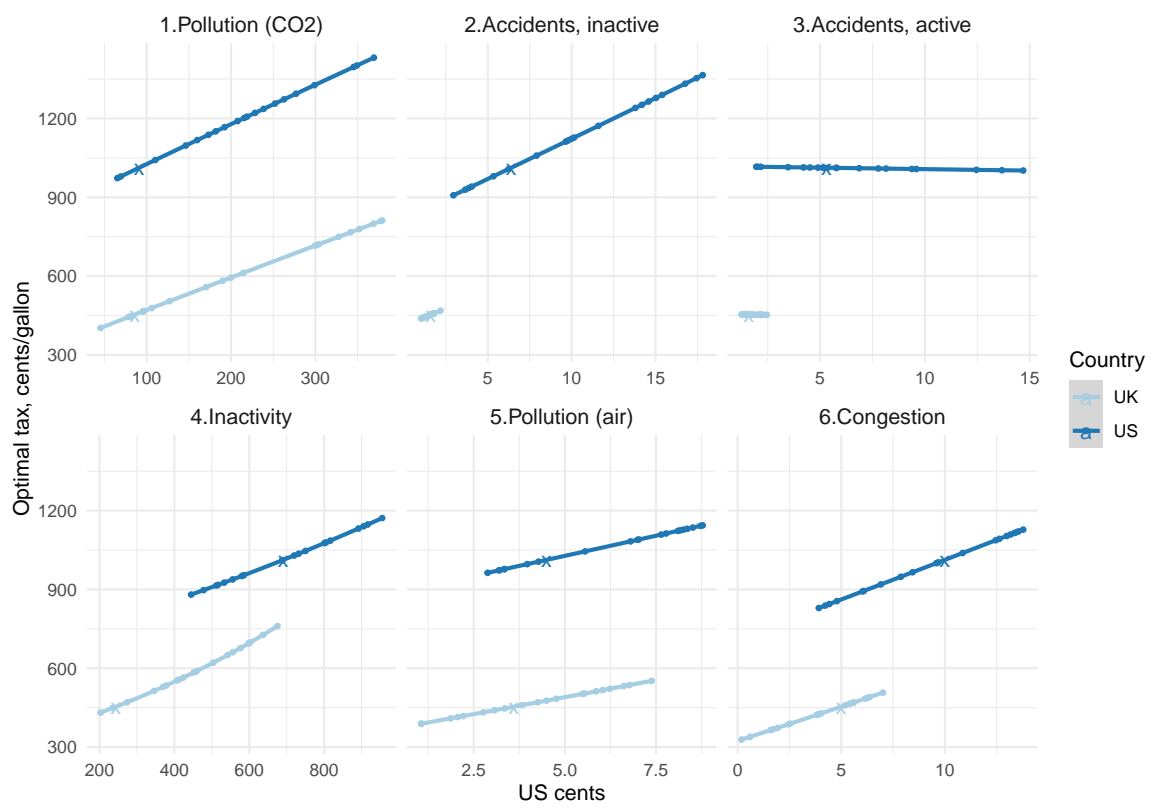 1.Pollution (CO2)
2.Accidents, inactive
3.Accidents, active
1200
900
600
300
100
200
300
5
10
15
5
10
15
4.Inactivity
5.Pollution (air)
6.Congestion
1200
900
600
300
200
400
600
800
2.5
5.0
7.5
0
5
10
US cents
Optimal tax, cents/gallon
Country
a UK
a US